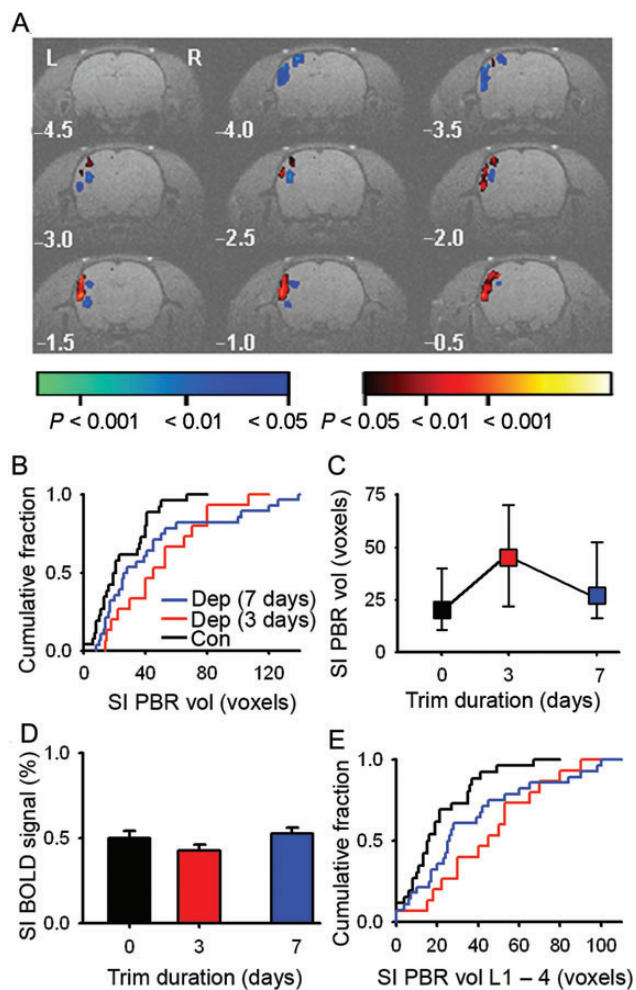 A
L R
−4.5 −4.0 −3.5
−3.0 −2.5 −2.0
−1.5 −1.0 −0.5
P < 0.001 < 0.01 < 0.05 P < 0.05 < 0.01 < 0.001
B
Cumulative fraction
1.0
0.5
0.0
Dep (7 days)
Dep (3 days)
Con
0 40 80 120
SI PBR vol (voxels)
C
SI PBR vol (voxels)
75
50
25
0
0 3 7
Trim duration (days)
D
SI BOLD signal (%)
1.0
0.5
0.0
0 3 7
Trim duration (days)
E
Cumulative fraction
1.0
0.5
0.0
0 20 40 60 80 100
SI PBR vol L1 – 4 (voxels)